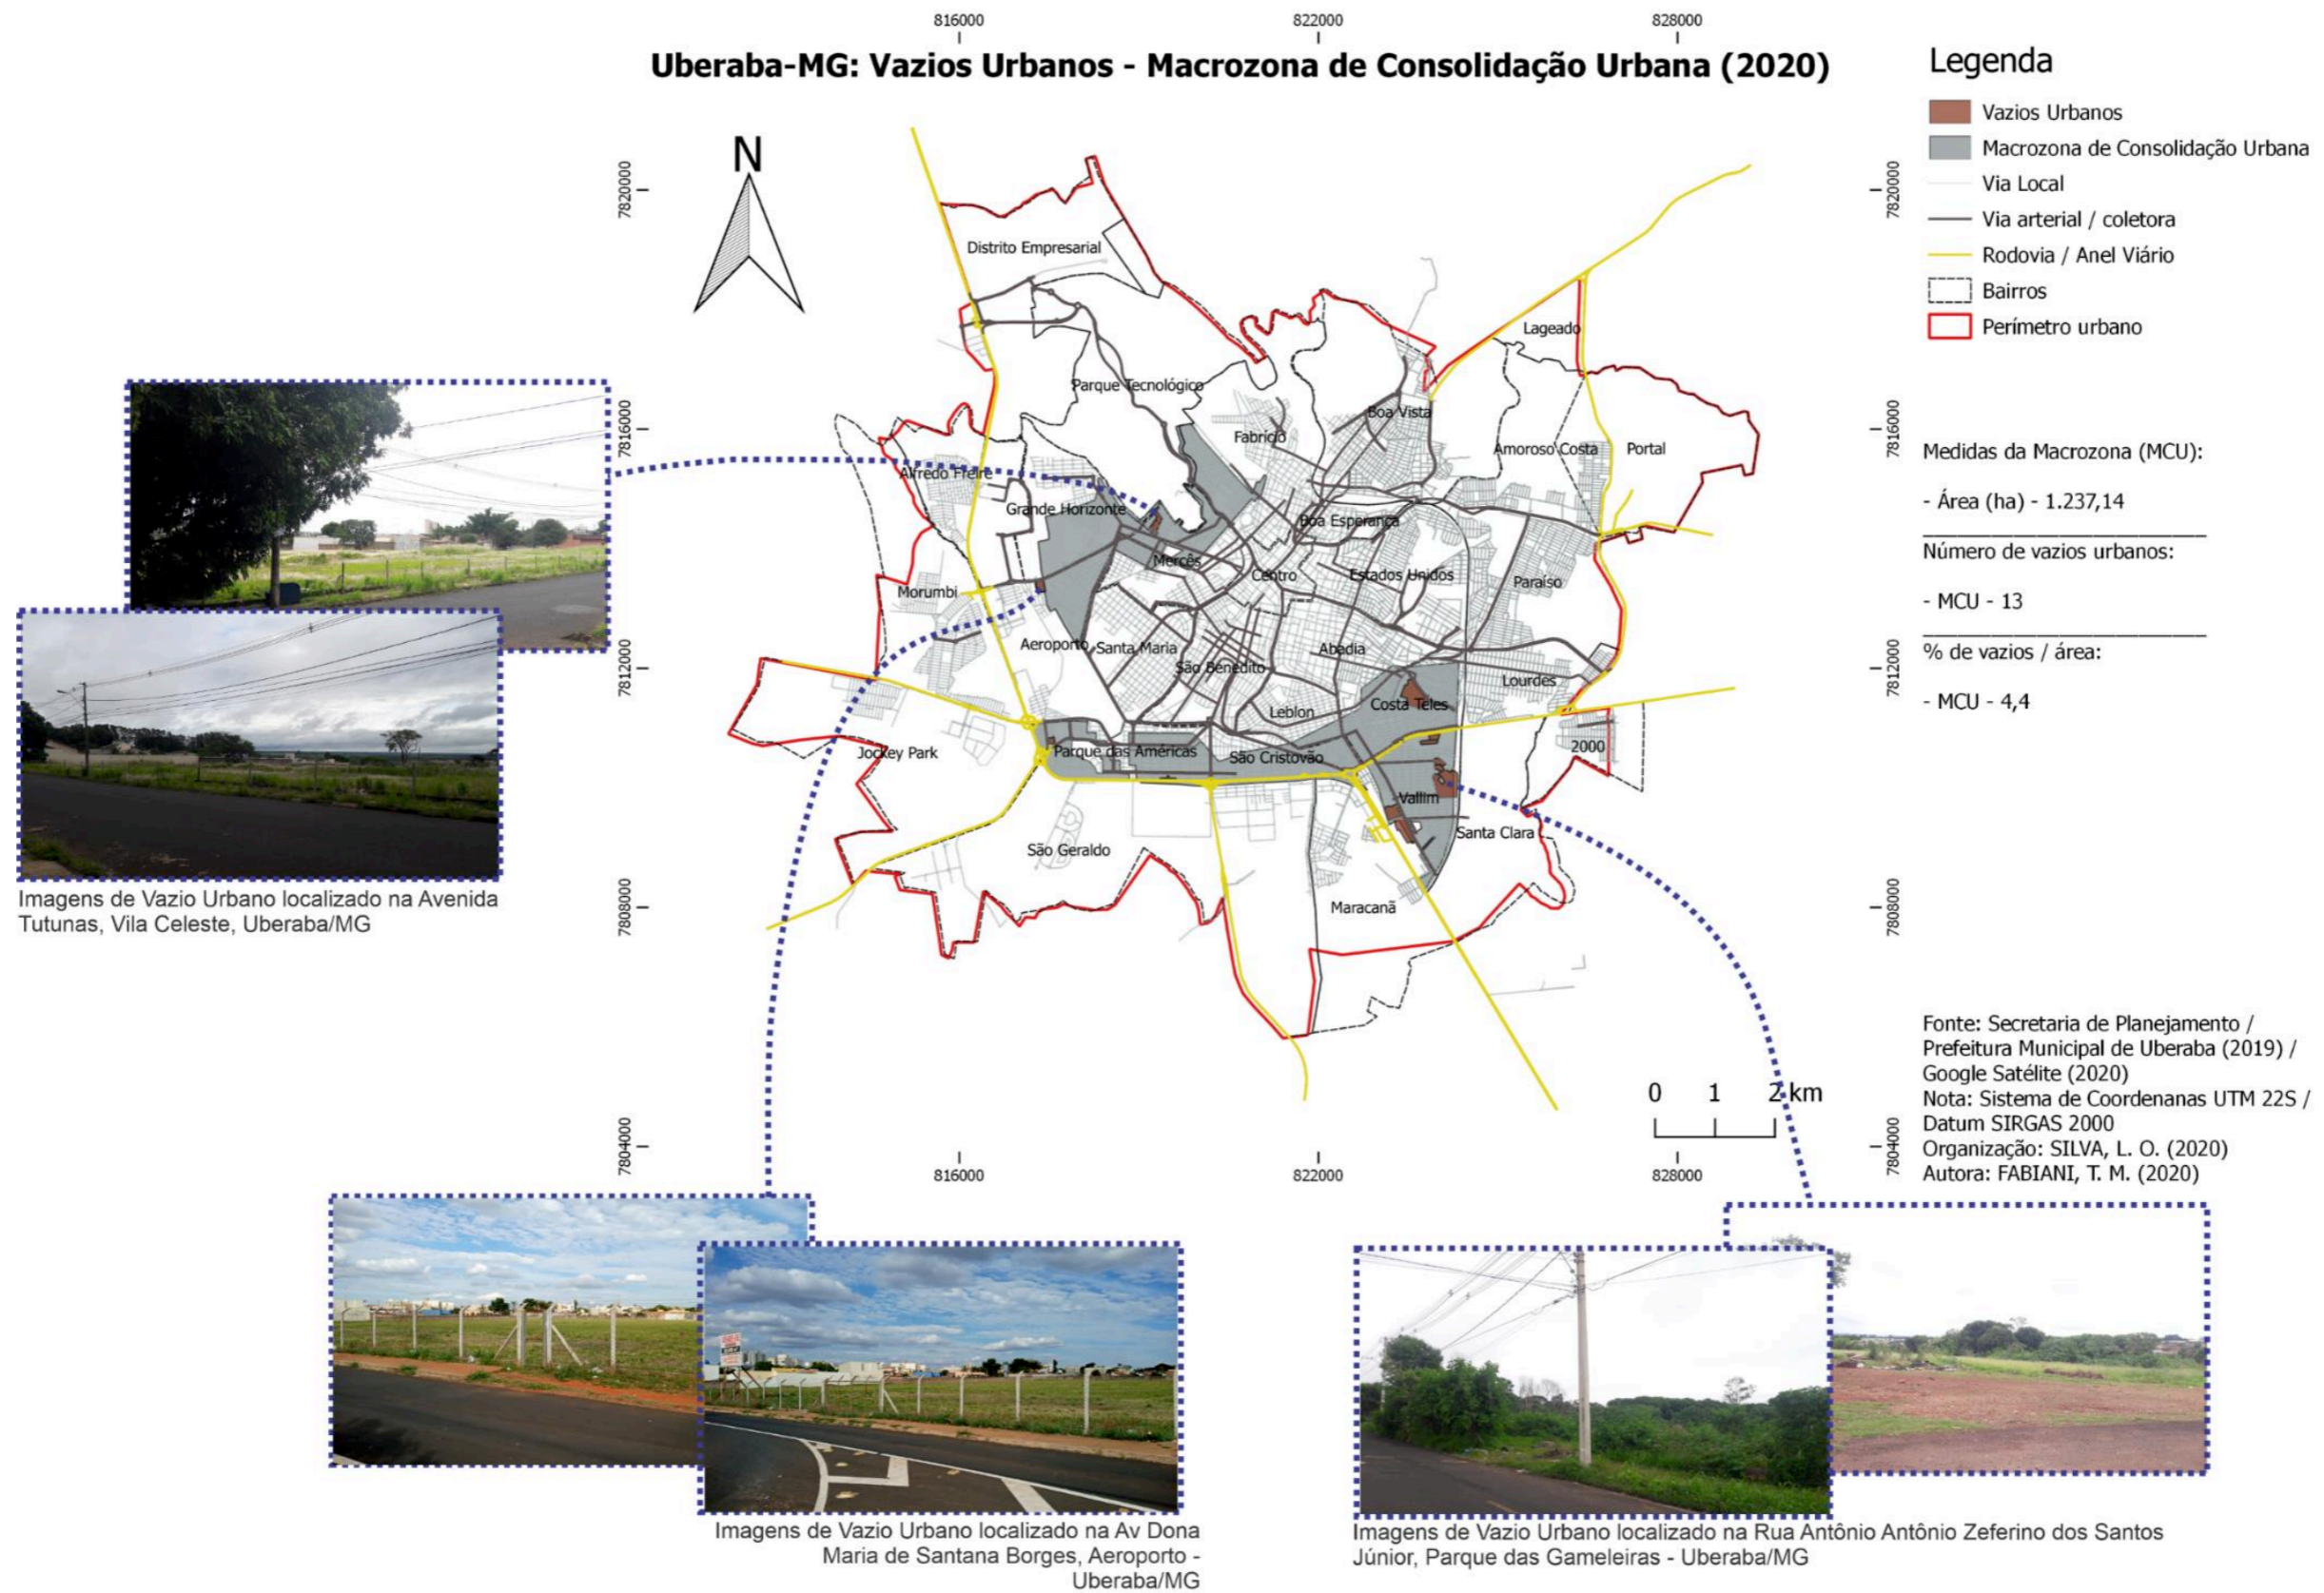 816000
822000
828000
Uberaba-MG: Vazios Urbanos - Macrozona de Consolidação Urbana (2020)
N
7820000
7820000
7816000
7816000
7812000
7812000
7808000
7808000
7804000
7804000
Distrito Empresarial
Lageado
Parque Tecnológico
Boa Vista
Fabrício
Amoroso Costa
Portal
Alfredo Freire
Grande Horizonte
Boa Esperança
Mercês
Centro
Estados Unidos
Paraíso
Morumbi
Aeroporto
Santa Maria
Abadia
São Benedito
Lourdes
Costa Teles
Leblon
2000
Jockey Park
Parque das Américas
São Cristovão
Vallim
Santa Clara
São Geraldo
Maracanã
0 1 2 km
816000
822000
828000
Legenda
Vazios Urbanos
Macrozona de Consolidação Urbana
Via Local
Via arterial / coletora
Rodovia / Anel Viário
Bairros
Perímetro urbano
Medidas da Macrozona (MCU):
- Área (ha) - 1.237,14
Número de vazios urbanos:
- MCU - 13
% de vazios / área:
- MCU - 4,4
Fonte: Secretaria de Planejamento /
Prefeitura Municipal de Uberaba (2019) /
Google Satélite (2020)
Nota: Sistema de Coordenanas UTM 22S /
Datum SIRGAS 2000
Organização: SILVA, L. O. (2020)
Autora: FABIANI, T. M. (2020)
Imagens de Vazio Urbano localizado na Avenida
Tutunas, Vila Celeste, Uberaba/MG
Imagens de Vazio Urbano localizado na Av Dona
Maria de Santana Borges, Aeroporto -
Uberaba/MG
Imagens de Vazio Urbano localizado na Rua Antônio Antônio Zeferino dos Santos
Júnior, Parque das Gameleiras - Uberaba/MG